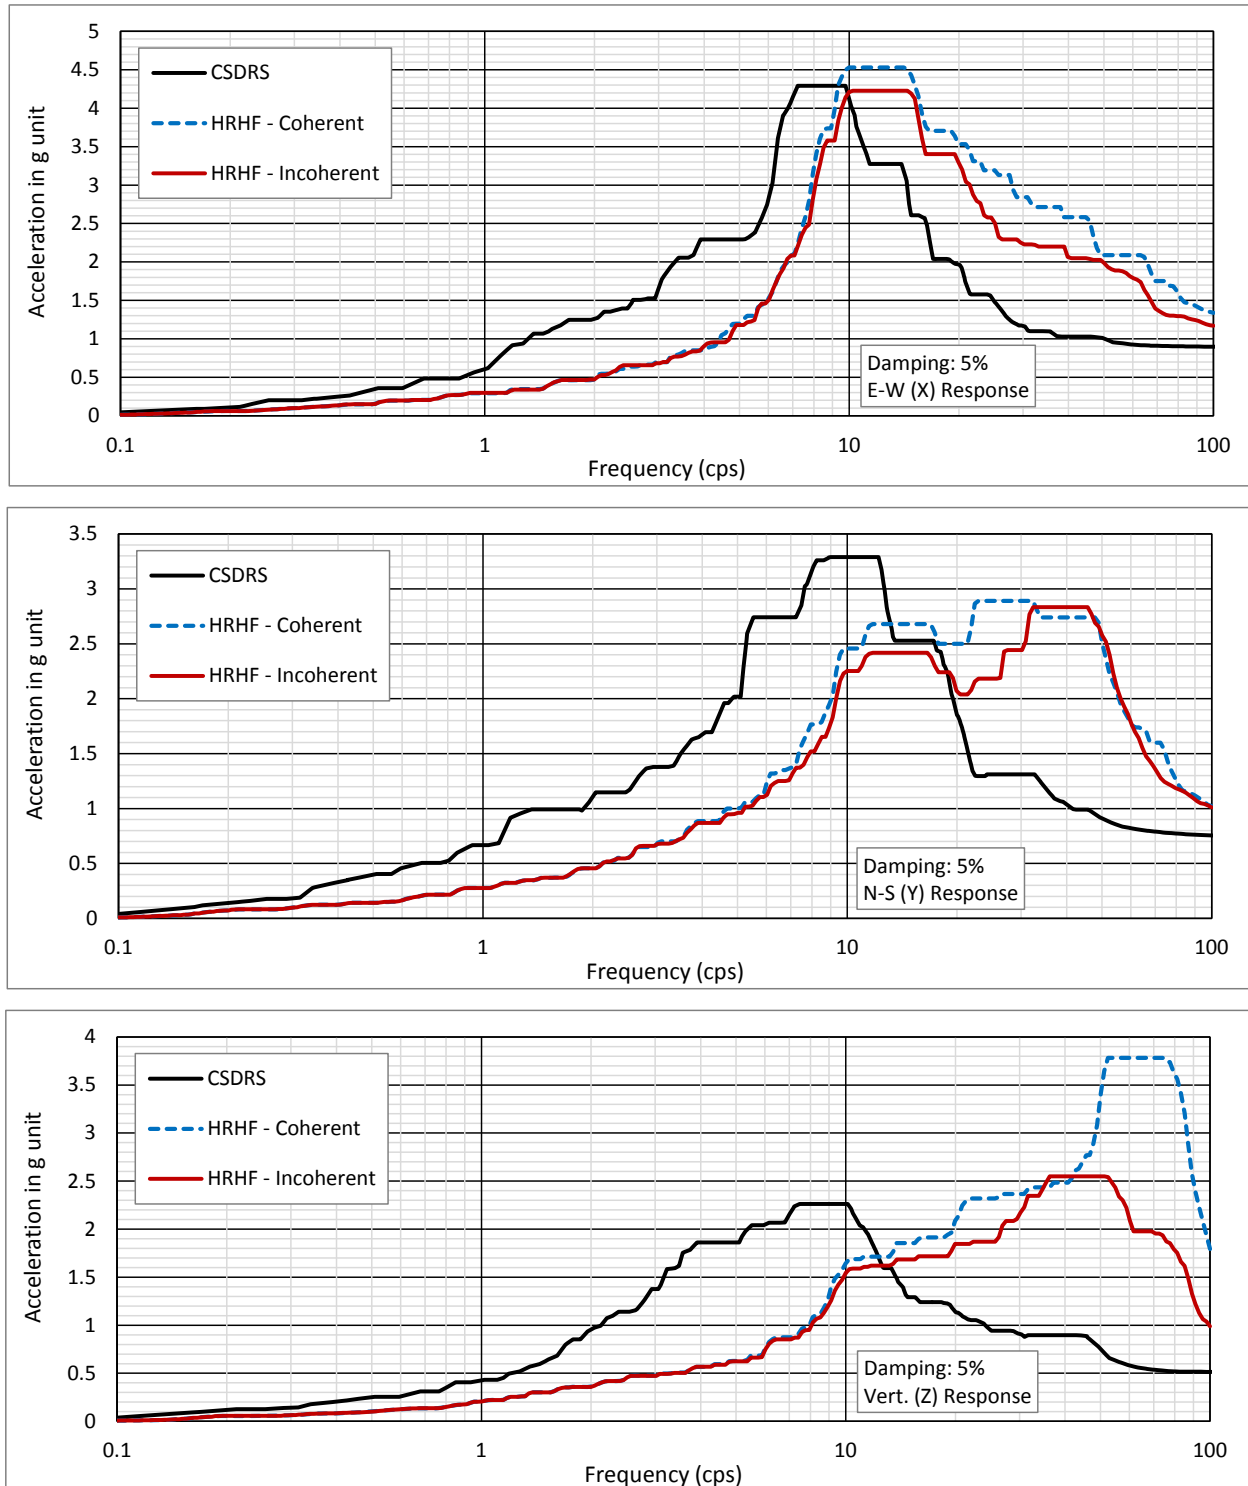 5
4.5
4
3.5
3
2.5
2
1.5
1
0.5
0
Acceleration in g unit
CSDRS
HRHF - Coherent
HRHF - Incoherent
Damping: 5%
E-W (X) Response
0.1
1
10
100
Frequency (cps)
3.5
3
2.5
2
1.5
1
0.5
0
Acceleration in g unit
CSDRS
HRHF - Coherent
HRHF - Incoherent
Damping: 5%
N-S (Y) Response
0.1
1
10
100
Frequency (cps)
4
3.5
3
2.5
2
1.5
1
0.5
0
Acceleration in g unit
CSDRS
HRHF - Coherent
HRHF - Incoherent
Damping: 5%
Vert. (Z) Response
0.1
1
10
100
Frequency (cps)